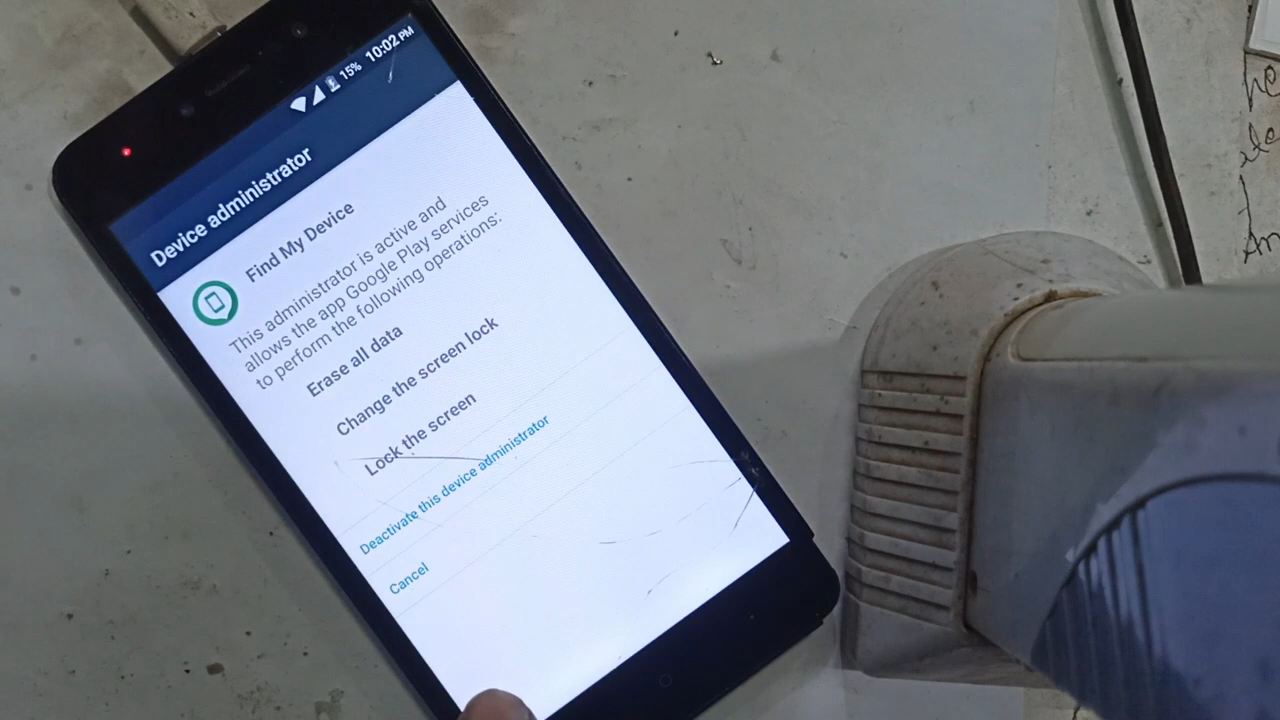 15% 10:02 PM
Device administrator
Find My Device
This administrator is active and
allows the app Google Play services
to perform the following operations:
Erase all data
Change the screen lock
Lock the screen
Deactivate this device administrator
Cancel